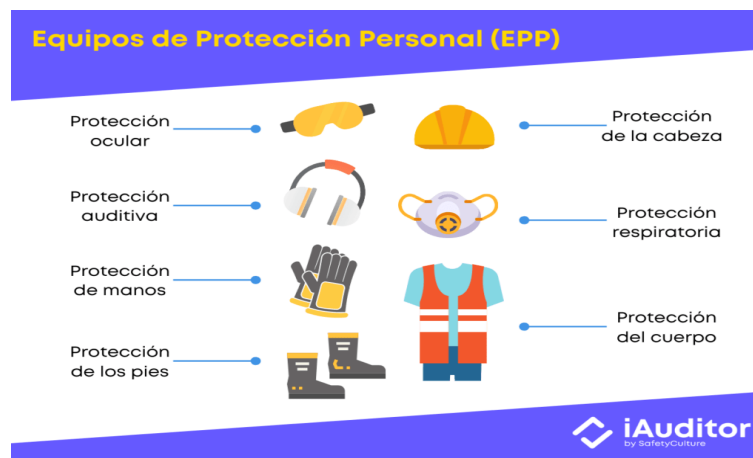 Equipos de Protección Personal (EPP)
Protección
ocular
Protección
auditiva
Protección
de manos
Protección
de los pies
Protección
de la cabeza
Protección
respiratoria
Protección
del cuerpo
iAuditor
by SafetyCulture